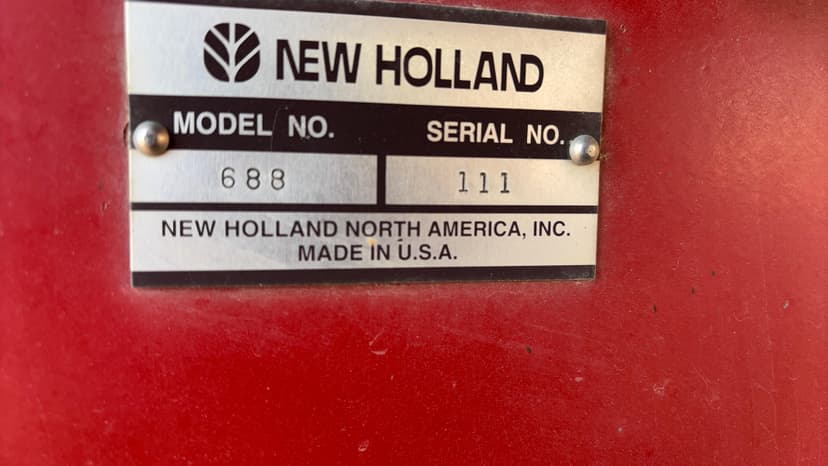 NEW HOLLAND
MODEL NO. SERIAL NO.
688 111
NEW HOLLAND NORTH AMERICA, INC.
MADE IN U.S.A.